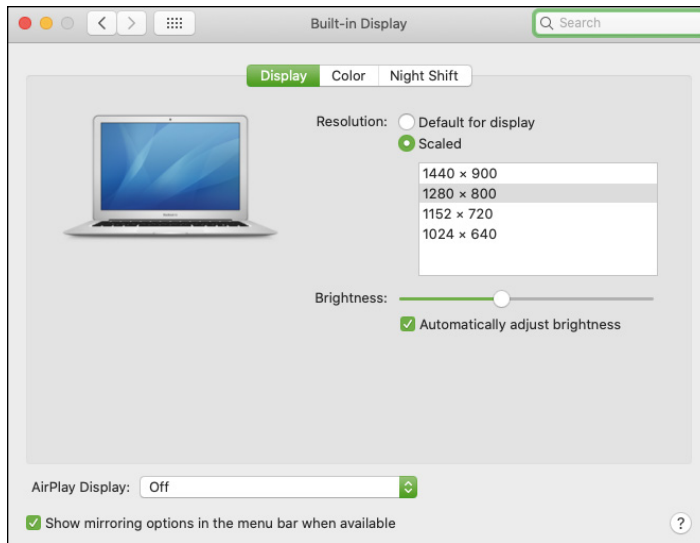 Built-in Display
Search
Display Color Night Shift
Resolution: Default for display
Scaled
1440 × 900
1280 × 800
1152 × 720
1024 × 640
Brightness:
Automatically adjust brightness
AirPlay Display: Off
Show mirroring options in the menu bar when available
?